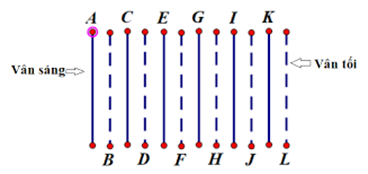 A C E G I K
Vân sáng
Vân tối
B D F H J L